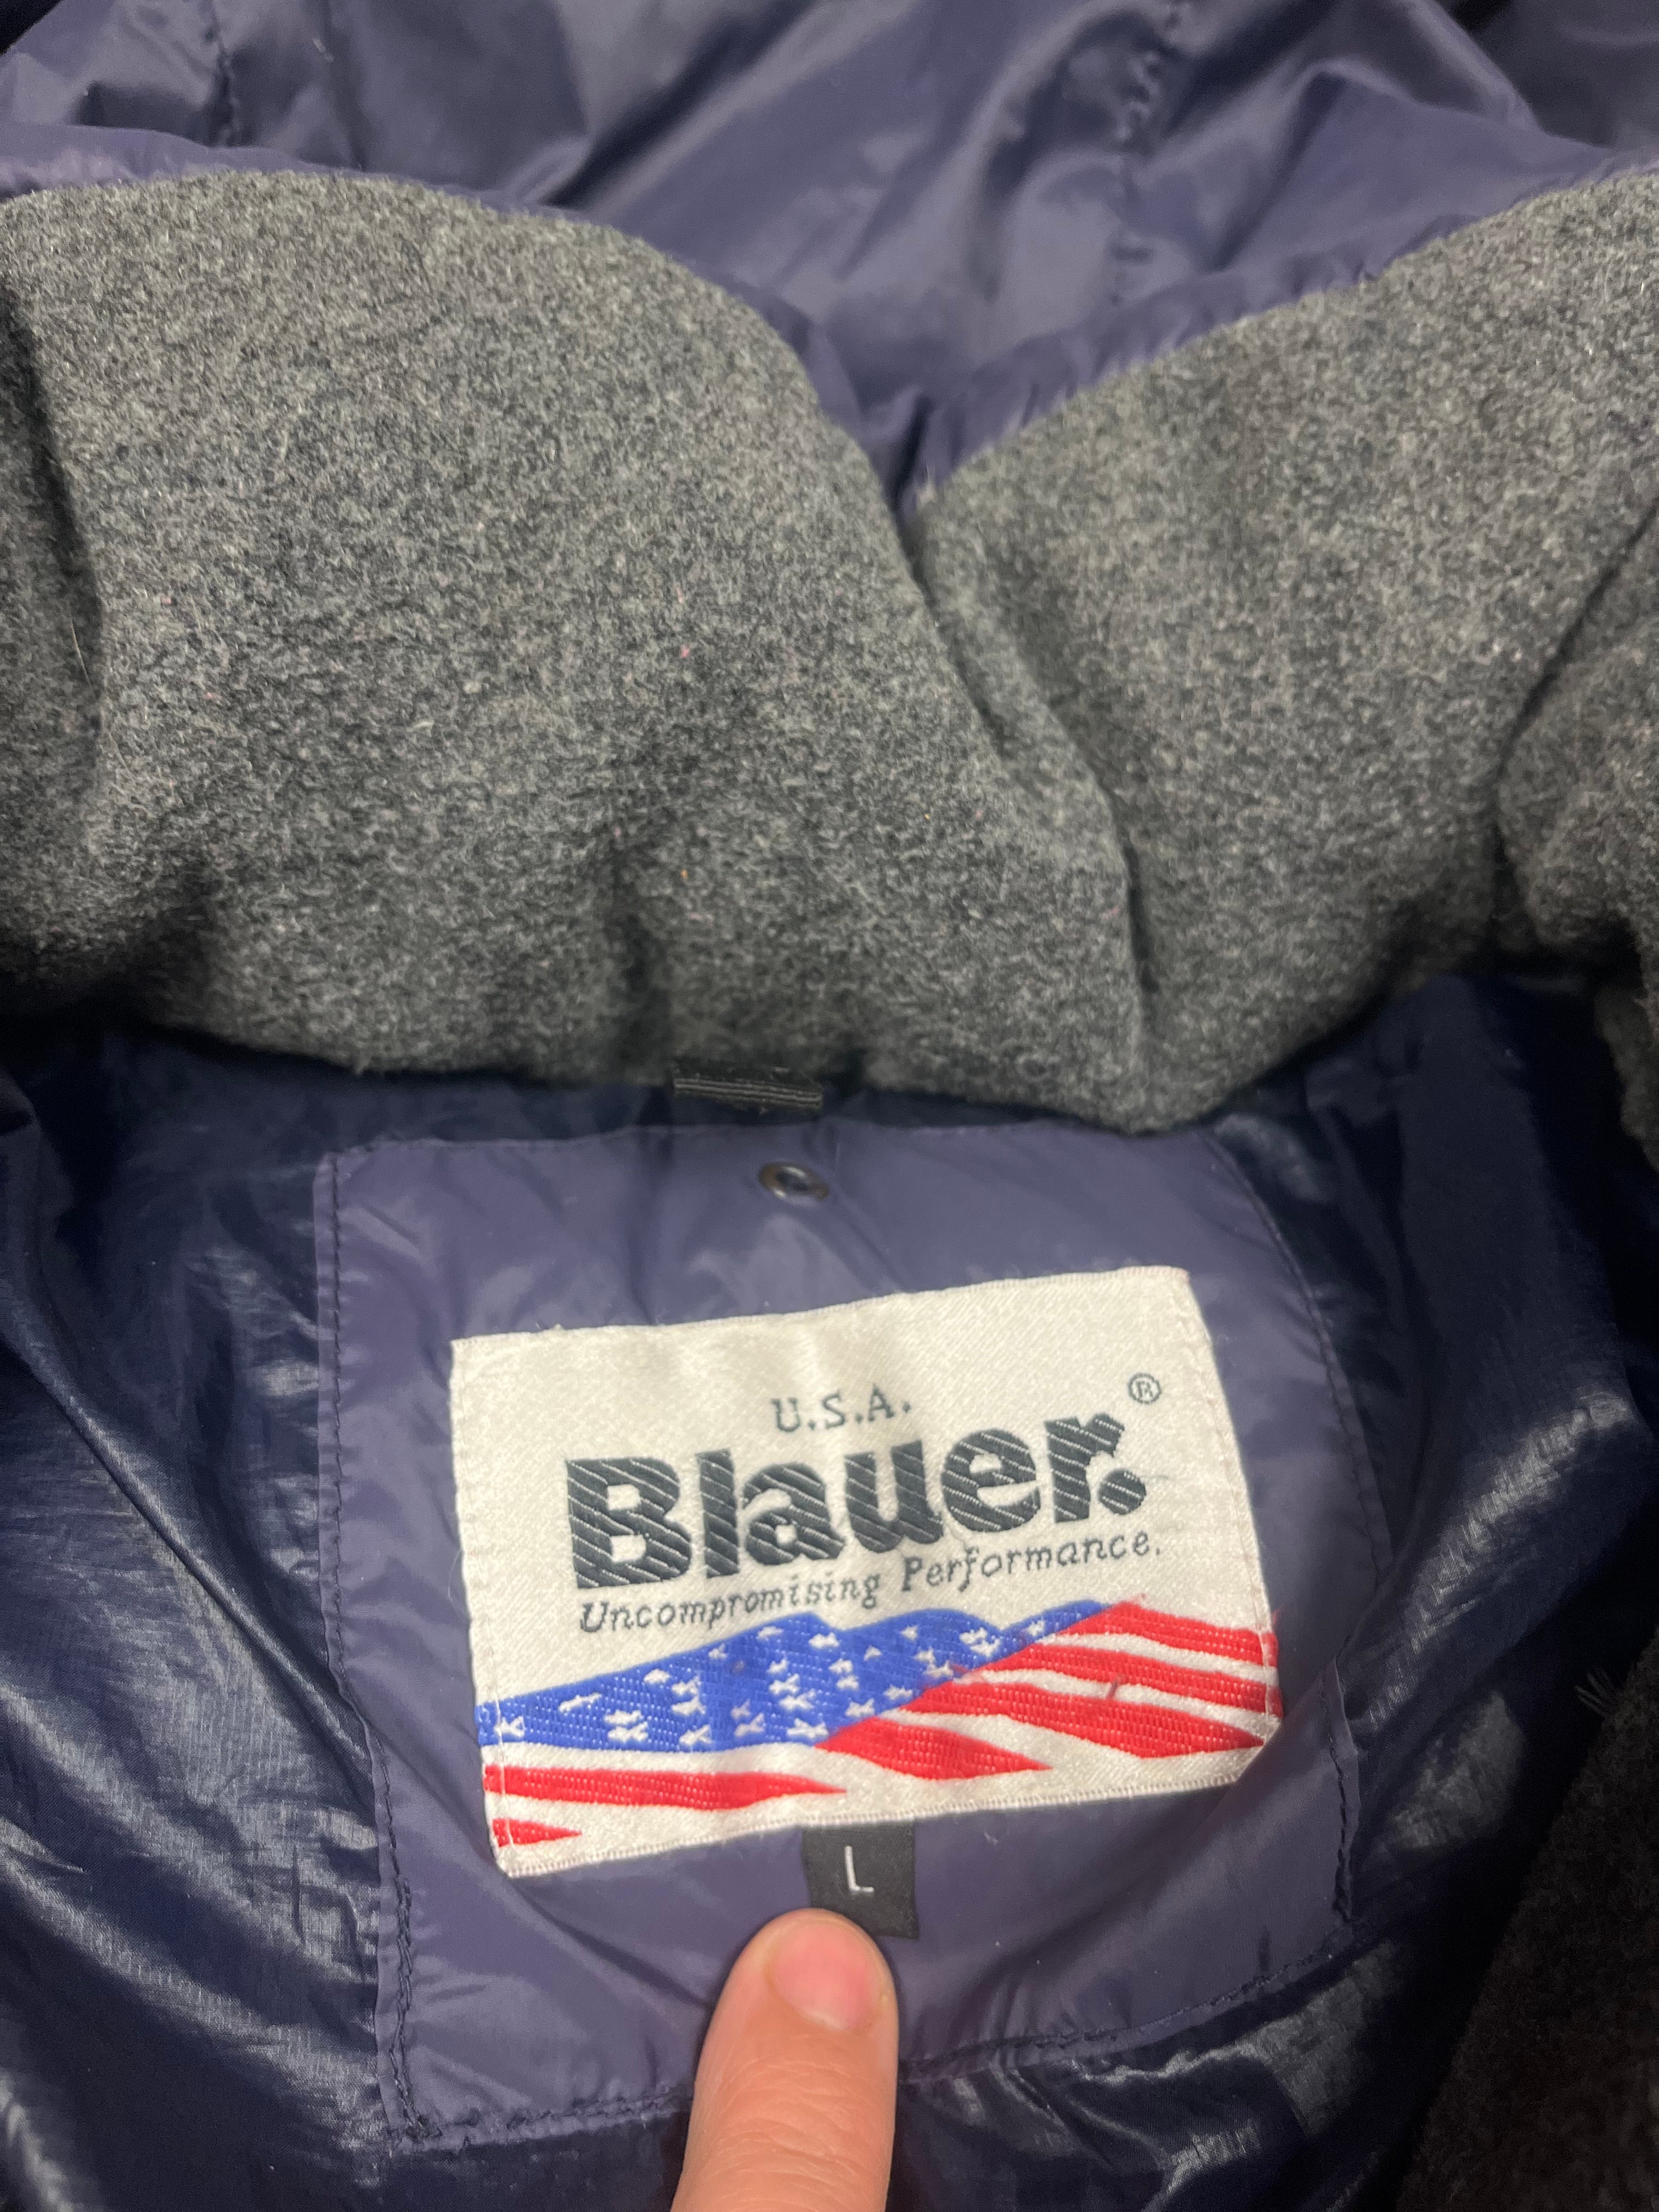 U.S.A. ®
Blauer.
Uncompromising Performance.
L